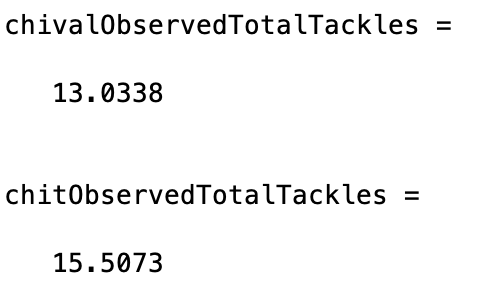 chivalObservedTotalTackles =
13.0338
chitObservedTotalTackles =
15.5073